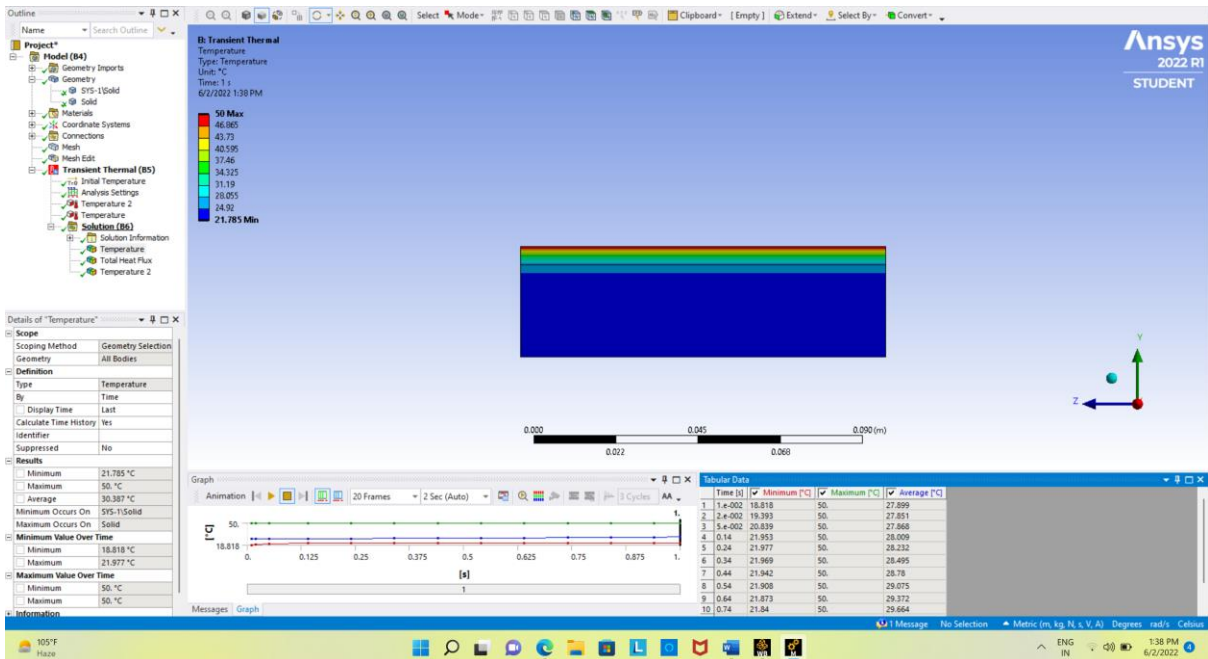 Outline
Name
Search Outline
Project*
Model (B4)
Geometry Imports
Geometry
SYS-1\Solid
Solid
Materials
Coordinate Systems
Connections
Mesh
Mesh Edit
Transient Thermal (B5)
Initial Temperature
Analysis Settings
Temperature 2
Temperature
Solution (B6)
Solution Information
Temperature
Total Heat Flux
Temperature 2
Details of "Temperature"
Scope
Scoping Method Geometry Selection
Geometry All Bodies
Definition
Type Temperature
By Time
Display Time Last
Calculate Time History Yes
Identifier
Suppressed No
Results
Minimum 21.785 °C
Maximum 50. °C
Average 30.387 °C
Minimum Occurs On SYS-1\Solid
Maximum Occurs On Solid
Minimum Value Over Time
Minimum 18.818 °C
Maximum 21.977 °C
Maximum Value Over Time
Minimum 50. °C
Maximum 50. °C
Information
Select Mode Clipboard [Empty] Extend Select By Convert
B: Transient Thermal
Temperature
Type: Temperature
Unit: °C
Time: 1 s
6/2/2022 1:38 PM
50 Max
46.865
43.73
40.595
37.46
34.325
31.19
28.055
24.92
21.785 Min
Ansys
2022 R1
STUDENT
Y
Z
0.000 0.045 0.090 (m)
0.022 0.068
Graph
Animation 20 Frames 2 Sec (Auto) 3 Cycles AA
1.
50.
[°C]
18.818
0. 0.125 0.25 0.375 0.5 0.625 0.75 0.875 1.
[s]
1
Messages Graph
Tabular Data
Time [s] Minimum [°C] Maximum [°C] Average [°C]
1 1.e-002 18.818 50. 27.899
2 2.e-002 19.393 50. 27.851
3 5.e-002 20.839 50. 27.868
4 0.14 21.953 50. 28.009
5 0.24 21.977 50. 28.232
6 0.34 21.969 50. 28.495
7 0.44 21.942 50. 28.78
8 0.54 21.908 50. 29.075
9 0.64 21.873 50. 29.372
10 0.74 21.84 50. 29.664
1 Message No Selection Metric (m, kg, N, s, V, A) Degrees rad/s Celsius
105°F
Haze
ENG
IN
1:38 PM
6/2/2022